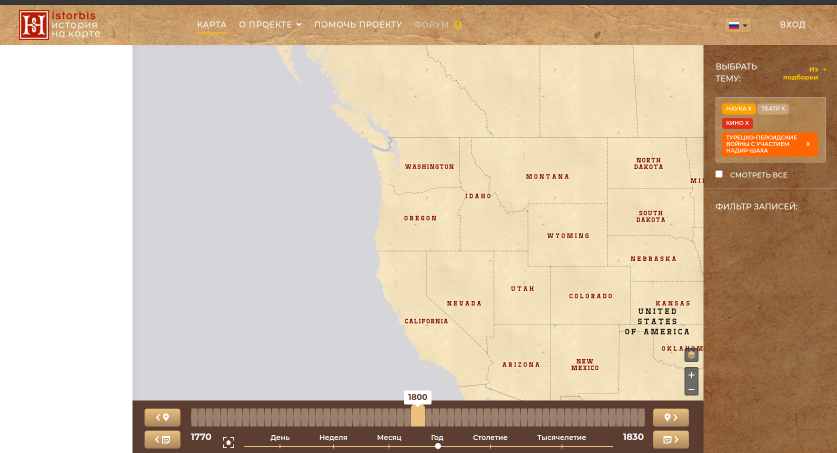 istorbis
история
на карте
КАРТА
О ПРОЕКТЕ
ПОМОЧЬ ПРОЕКТУ
ФОРУМ ?
ВХОД
ВЫБРАТЬ
ТЕМУ:
Из →
подборки
НАУКА X
ТЕАТР X
КИНО X
ТУРЕЦКО-ПЕРСИДСКИЕ
ВОЙНЫ С УЧАСТИЕМ
НАДИР-ШАХА
X
СМОТРЕТЬ ВСЕ
ФИЛЬТР ЗАПИСЕЙ:
WASHINGTON
MONTANA
NORTH
DAKOTA
IDAHO
OREGON
SOUTH
DAKOTA
WYOMING
NEBRASKA
UTAH
COLORADO
NEVADA
KANSAS
UNITED
STATES
OF AMERICA
CALIFORNIA
OKLAHOM
ARIZONA
NEW
MEXICO
+
−
1800
1770
День
Неделя
Месяц
Год
Столетие
Тысячелетие
1830